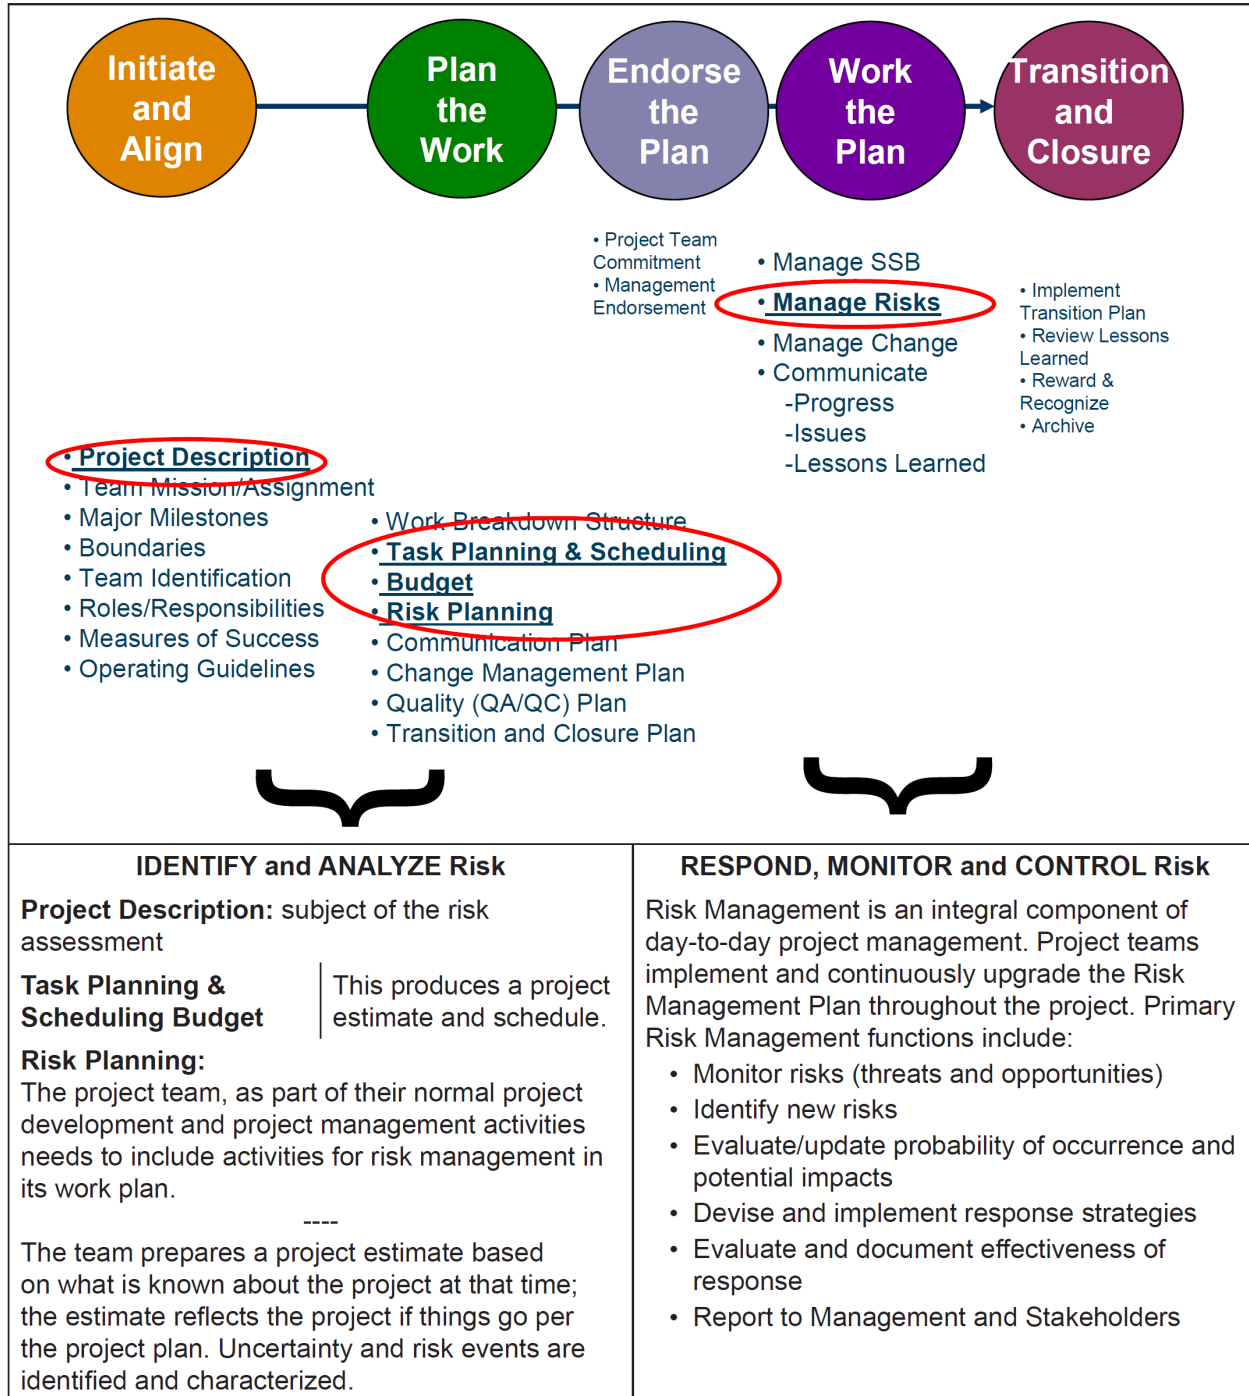 Initiate
and
Align
Plan
the
Work
Endorse
the
Plan
Work
the
Plan
Transition
and
Closure
• Project Team
Commitment
• Management
Endorsement
• Manage SSB
• Manage Risks
• Manage Change
• Communicate
-Progress
-Issues
-Lessons Learned
• Implement
Transition Plan
• Review Lessons
Learned
• Reward &
Recognize
• Archive
• Project Description
• Team Mission/Assignment
• Major Milestones
• Boundaries
• Team Identification
• Roles/Responsibilities
• Measures of Success
• Operating Guidelines
• Work Breakdown Structure
• Task Planning & Scheduling
• Budget
• Risk Planning
• Communication Plan
• Change Management Plan
• Quality (QA/QC) Plan
• Transition and Closure Plan
IDENTIFY and ANALYZE Risk
Project Description: subject of the risk
assessment
Task Planning &
Scheduling Budget
This produces a project
estimate and schedule.
Risk Planning:
The project team, as part of their normal project
development and project management activities
needs to include activities for risk management in
its work plan.
----
The team prepares a project estimate based
on what is known about the project at that time;
the estimate reflects the project if things go per
the project plan. Uncertainty and risk events are
identified and characterized.
RESPOND, MONITOR and CONTROL Risk
Risk Management is an integral component of
day-to-day project management. Project teams
implement and continuously upgrade the Risk
Management Plan throughout the project. Primary
Risk Management functions include:
• Monitor risks (threats and opportunities)
• Identify new risks
• Evaluate/update probability of occurrence and
potential impacts
• Devise and implement response strategies
• Evaluate and document effectiveness of
response
• Report to Management and Stakeholders